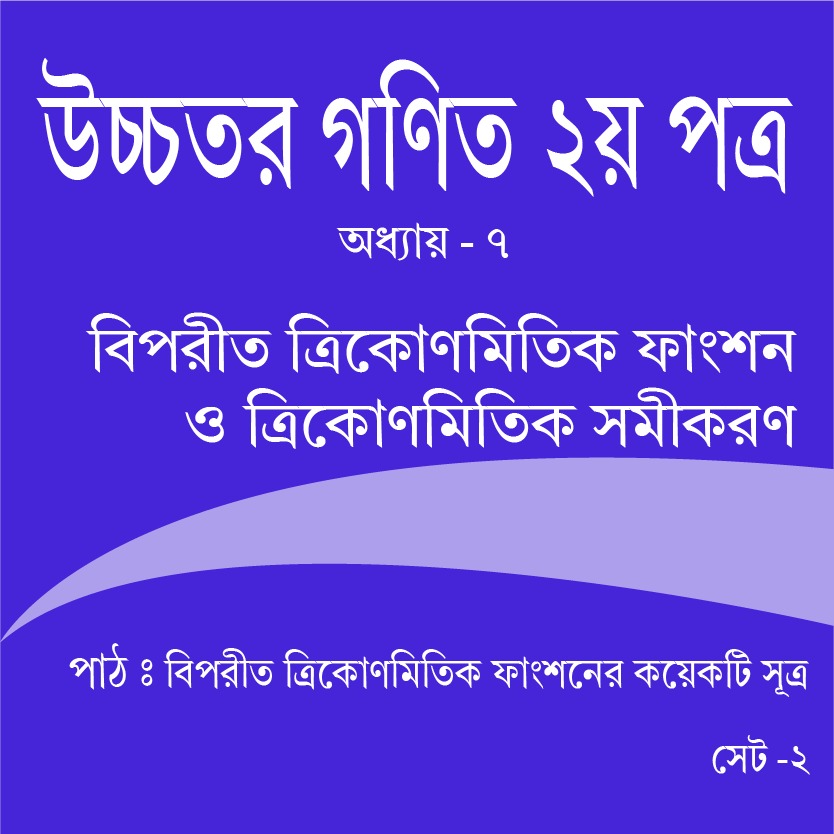 উচ্চতর গণিত ২য় পত্র
অধ্যায় - ৭
বিপরীত ত্রিকোণমিতিক ফাংশন
ও ত্রিকোণমিতিক সমীকরণ
পাঠ ঃ বিপরীত ত্রিকোণমিতিক ফাংশনের কয়েকটি সূত্র
সেট -২